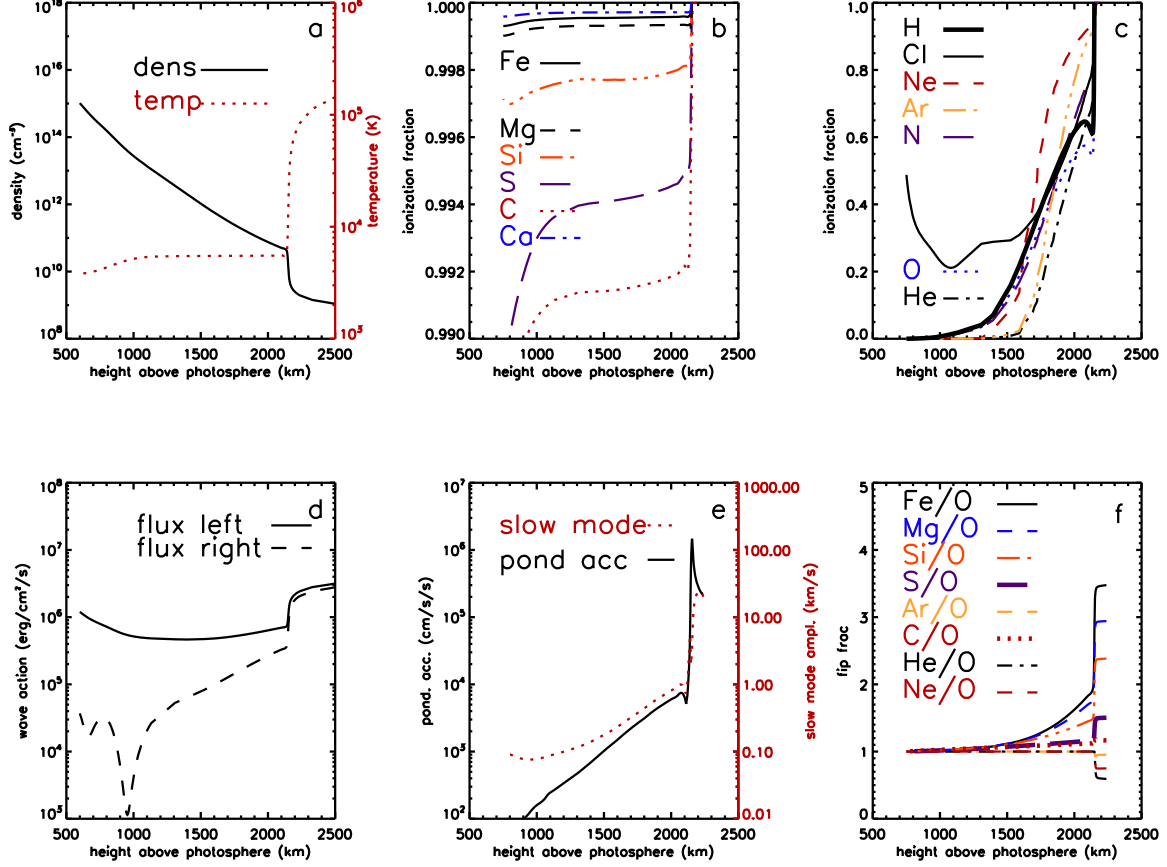 a
10^18
10^16
10^14
10^12
10^10
10^8
density (cm^-3)
dens
temp
10^6
10^5
10^4
10^3
temperature (K)
500 1000 1500 2000 2500
height above photosphere (km)
b
1.000
0.998
0.996
0.994
0.992
0.990
ionization fraction
Fe
Mg
Si
S
C
Ca
500 1000 1500 2000 2500
height above photosphere (km)
c
1.0
0.8
0.6
0.4
0.2
0.0
ionization fraction
H
Cl
Ne
Ar
N
O
He
500 1000 1500 2000 2500
height above photosphere (km)
d
10^8
10^7
10^6
10^5
10^4
10^3
wave action (erg/cm^2/s)
flux left
flux right
500 1000 1500 2000 2500
height above photosphere (km)
e
10^7
10^6
10^5
10^4
10^5
10^2
pond. acc. (cm/s/s)
slow mode
pond acc
1000.00
100.00
10.00
1.00
0.10
0.01
slow mode ampl. (km/s)
500 1000 1500 2000 2500
height above photosphere (km)
f
5
4
3
2
1
0
fip frac
Fe/O
Mg/O
Si/O
S/O
Ar/O
C/O
He/O
Ne/O
500 1000 1500 2000 2500
height above photosphere (km)